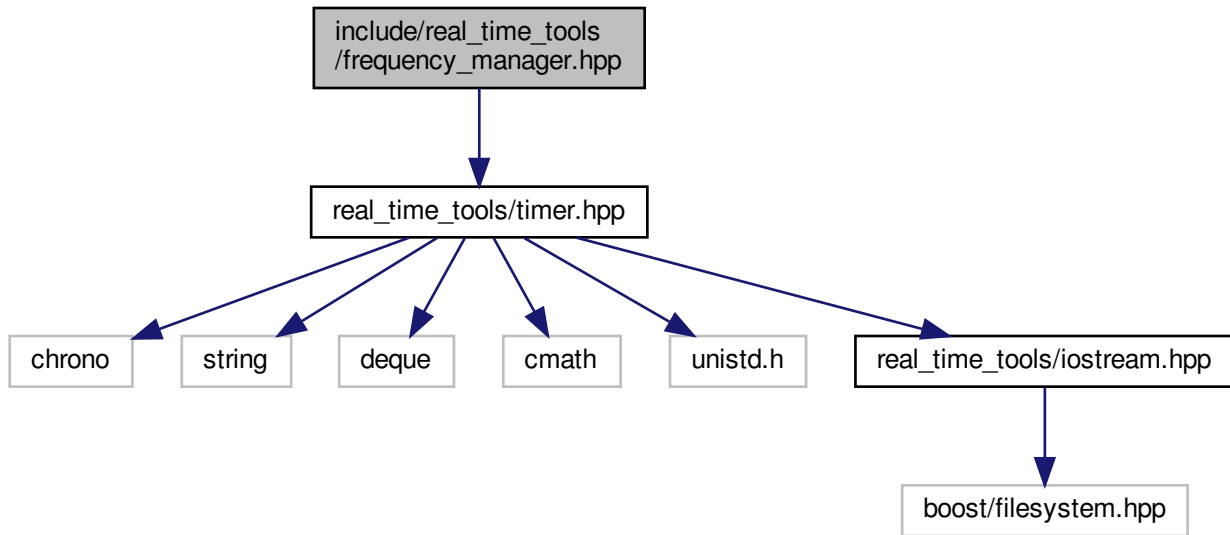 include/real_time_tools
/frequency_manager.hpp
real_time_tools/timer.hpp
chrono
string
deque
cmath
unistd.h
real_time_tools/iostream.hpp
boost/filesystem.hpp